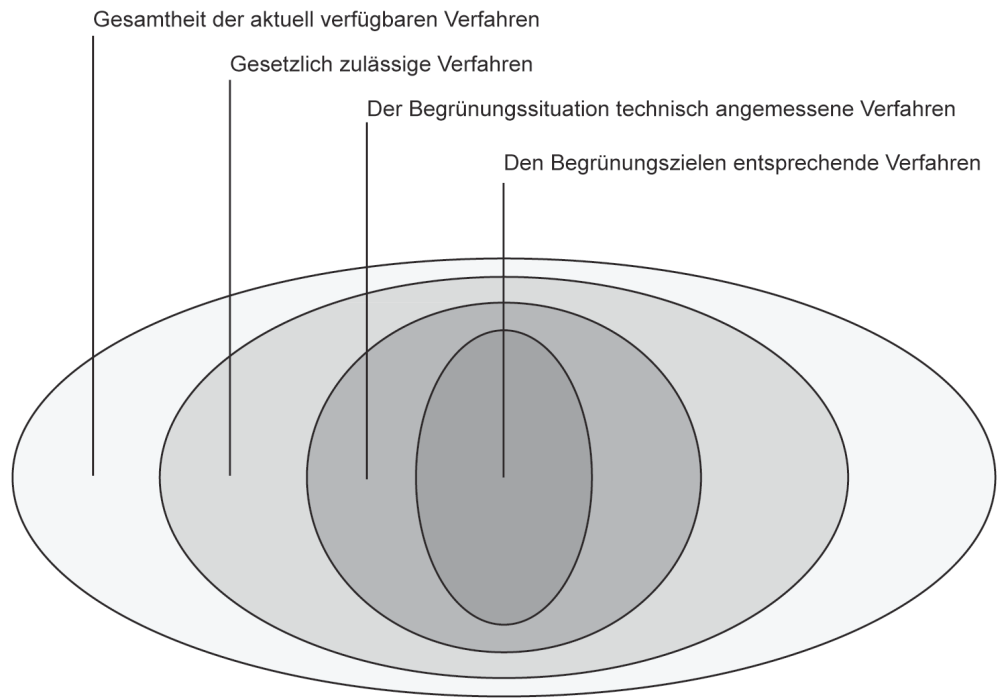 Gesamtheit der aktuell verfügbaren Verfahren
Gesetzlich zulässige Verfahren
Der Begrünungssituation technisch angemessene Verfahren
Den Begrünungszielen entsprechende Verfahren